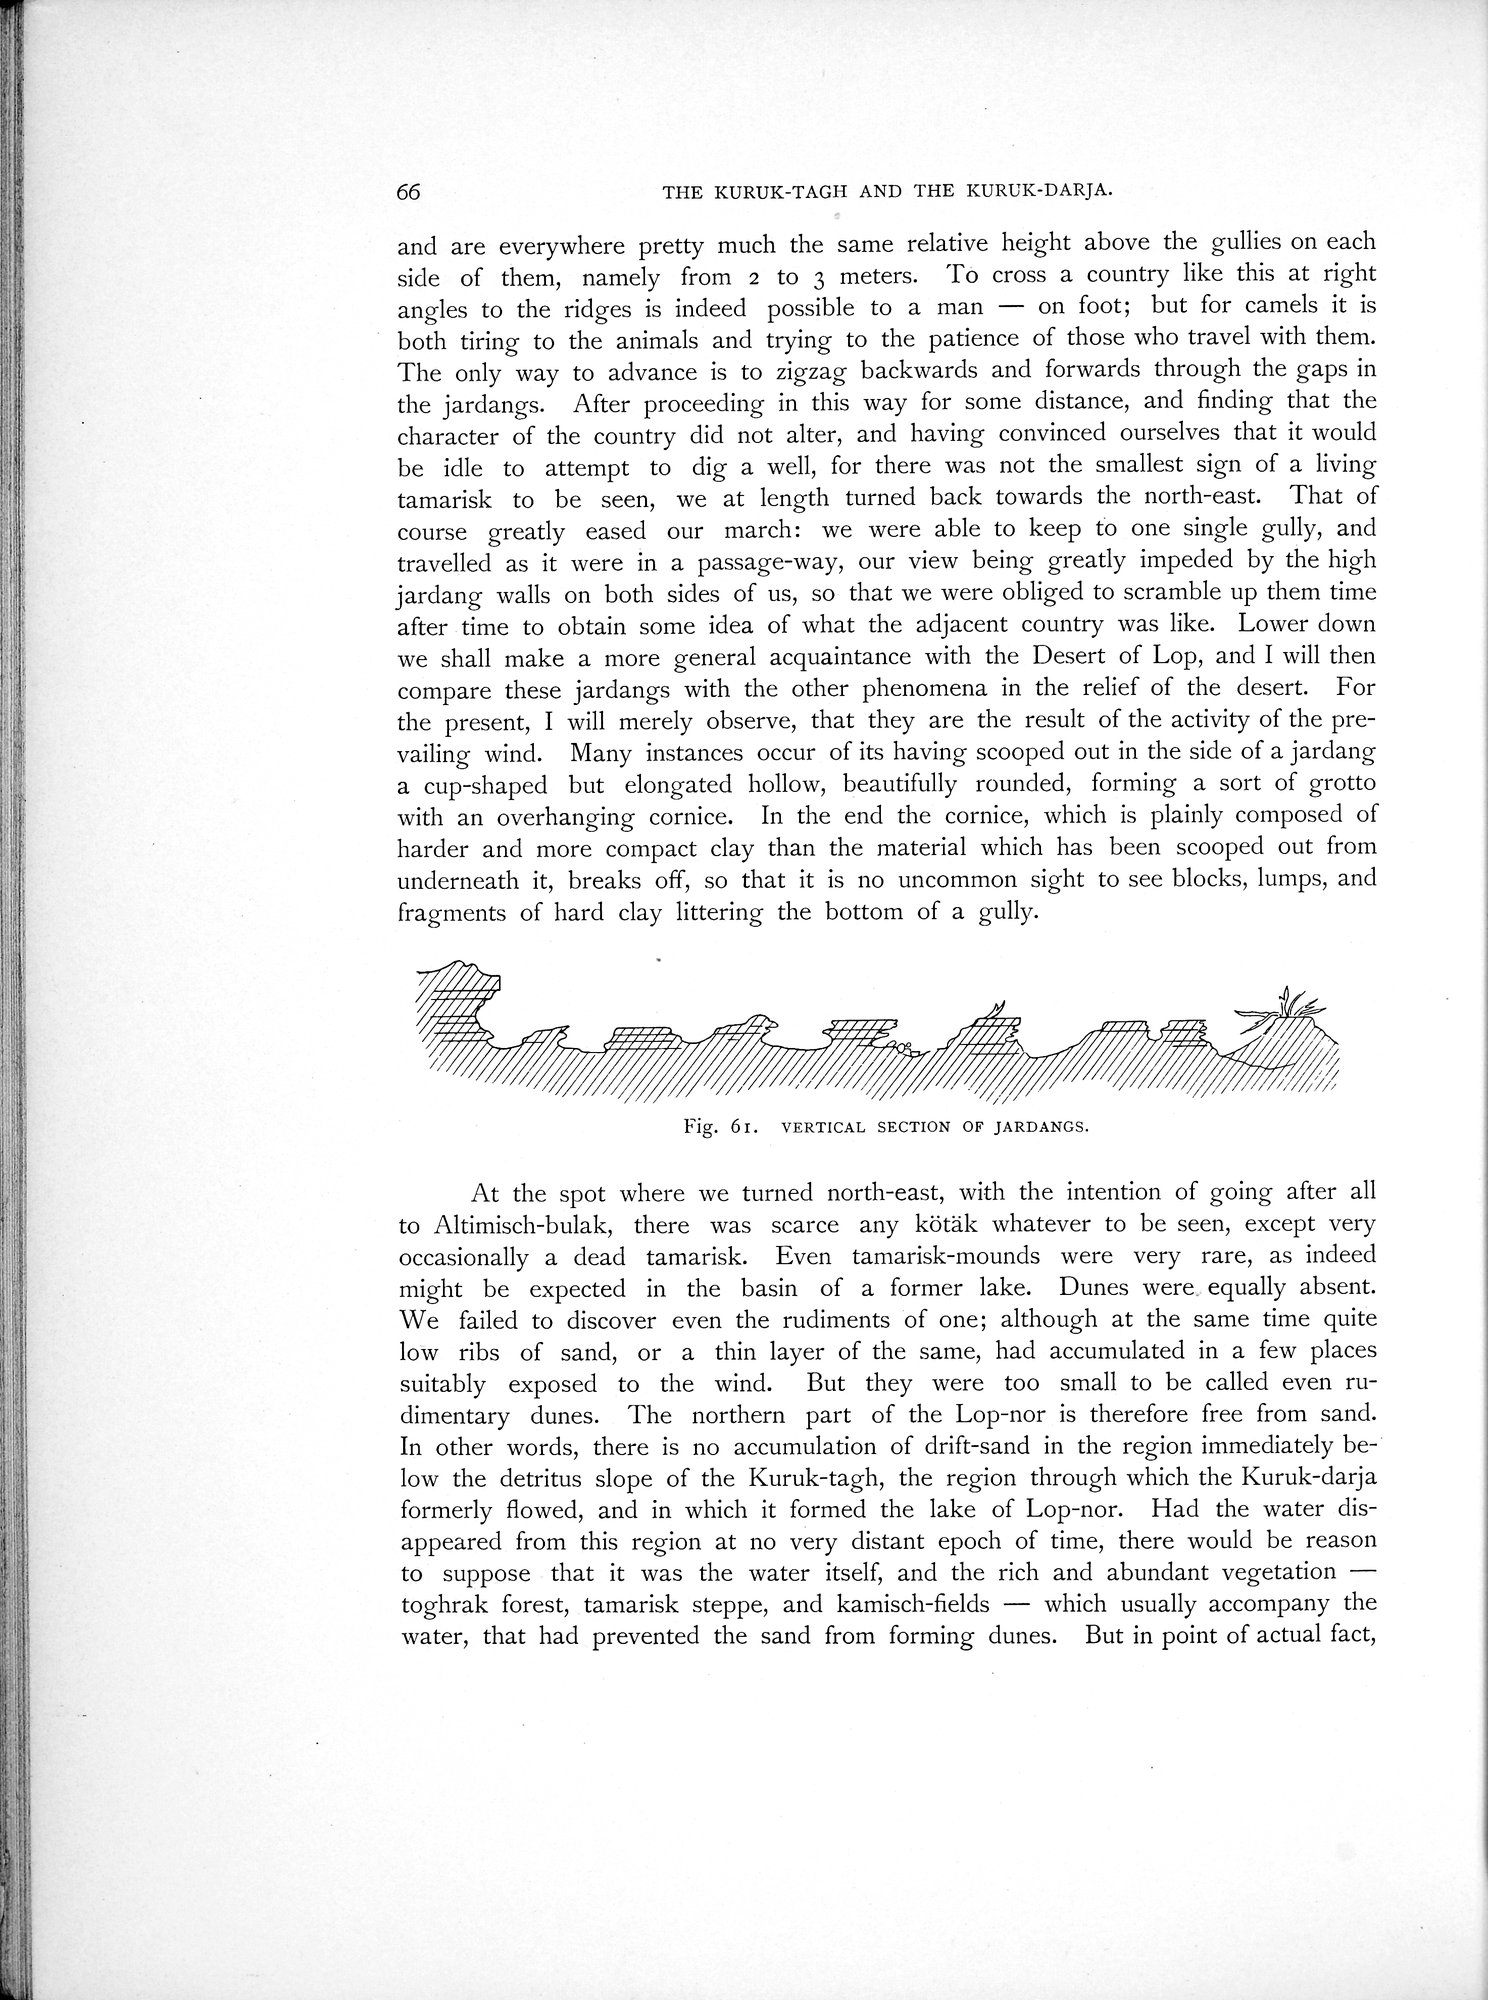 66
THE KURUK-TAGH AND THE KURUK-DARJA.
and are everywhere pretty much the same relative height above the gullies on each
side of them, namely from 2 to 3 meters. To cross a country like this at right
angles to the ridges is indeed possible to a man — on foot; but for camels it is
both tiring to the animals and trying to the patience of those who travel with them.
The only way to advance is to zigzag backwards and forwards through the gaps in
the jardangs. After proceeding in this way for some distance, and finding that the
character of the country did not alter, and having convinced ourselves that it would
be idle to attempt to dig a well, for there was not the smallest sign of a living
tamarisk to be seen, we at length turned back towards the north-east. That of
course greatly eased our march: we were able to keep to one single gully, and
travelled as it were in a passage-way, our view being greatly impeded by the high
jardang walls on both sides of us, so that we were obliged to scramble up them time
after time to obtain some idea of what the adjacent country was like. Lower down
we shall make a more general acquaintance with the Desert of Lop, and I will then
compare these jardangs with the other phenomena in the relief of the desert. For
the present, I will merely observe, that they are the result of the activity of the pre-
vailing wind. Many instances occur of its having scooped out in the side of a jardang
a cup-shaped but elongated hollow, beautifully rounded, forming a sort of grotto
with an overhanging cornice. In the end the cornice, which is plainly composed of
harder and more compact clay than the material which has been scooped out from
underneath it, breaks off, so that it is no uncommon sight to see blocks, lumps, and
fragments of hard clay littering the bottom of a gully.
Fig. 61. VERTICAL SECTION OF JARDANGS.
At the spot where we turned north-east, with the intention of going after all
to Altimisch-bulak, there was scarce any kötäk whatever to be seen, except very
occasionally a dead tamarisk. Even tamarisk-mounds were very rare, as indeed
might be expected in the basin of a former lake. Dunes were equally absent.
We failed to discover even the rudiments of one; although at the same time quite
low ribs of sand, or a thin layer of the same, had accumulated in a few places
suitably exposed to the wind. But they were too small to be called even ru-
dimentary dunes. The northern part of the Lop-nor is therefore free from sand.
In other words, there is no accumulation of drift-sand in the region immediately be-
low the detritus slope of the Kuruk-tagh, the region through which the Kuruk-darja
formerly flowed, and in which it formed the lake of Lop-nor. Had the water dis-
appeared from this region at no very distant epoch of time, there would be reason
to suppose that it was the water itself, and the rich and abundant vegetation —
toghrak forest, tamarisk steppe, and kamisch-fields — which usually accompany the
water, that had prevented the sand from forming dunes. But in point of actual fact,